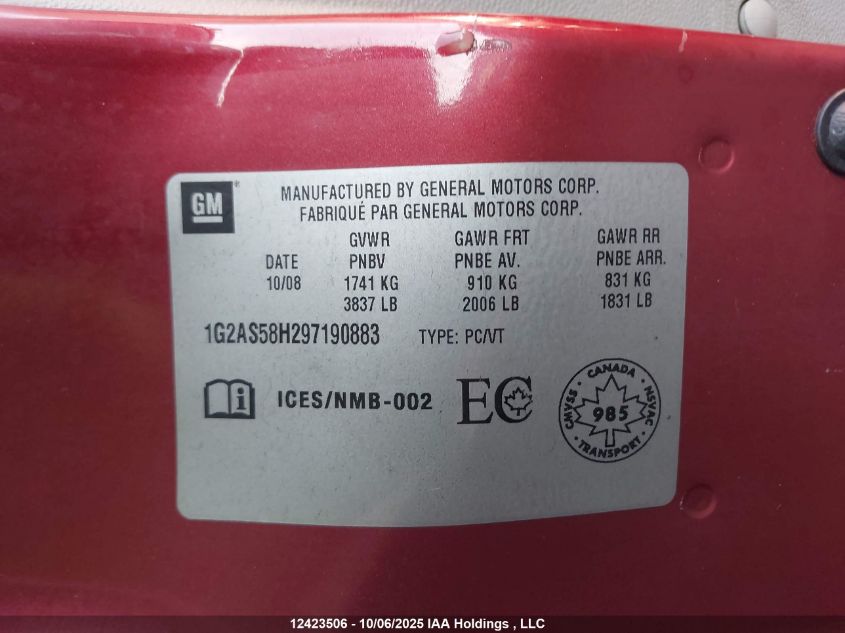 GM
MANUFACTURED BY GENERAL MOTORS CORP.
FABRIQUÉ PAR GENERAL MOTORS CORP.
GVWR GAWR FRT GAWR RR
DATE PNBV PNBE AV. PNBE ARR.
10/08 1741 KG 910 KG 831 KG
3837 LB 2006 LB 1831 LB
1G2AS58H297190883 TYPE: PC/VT
i ICES/NMB-002 EC
CANADA
CMVSS 985 NSVAC
TRANSPORT
12423506 - 10/06/2025 IAA Holdings , LLC